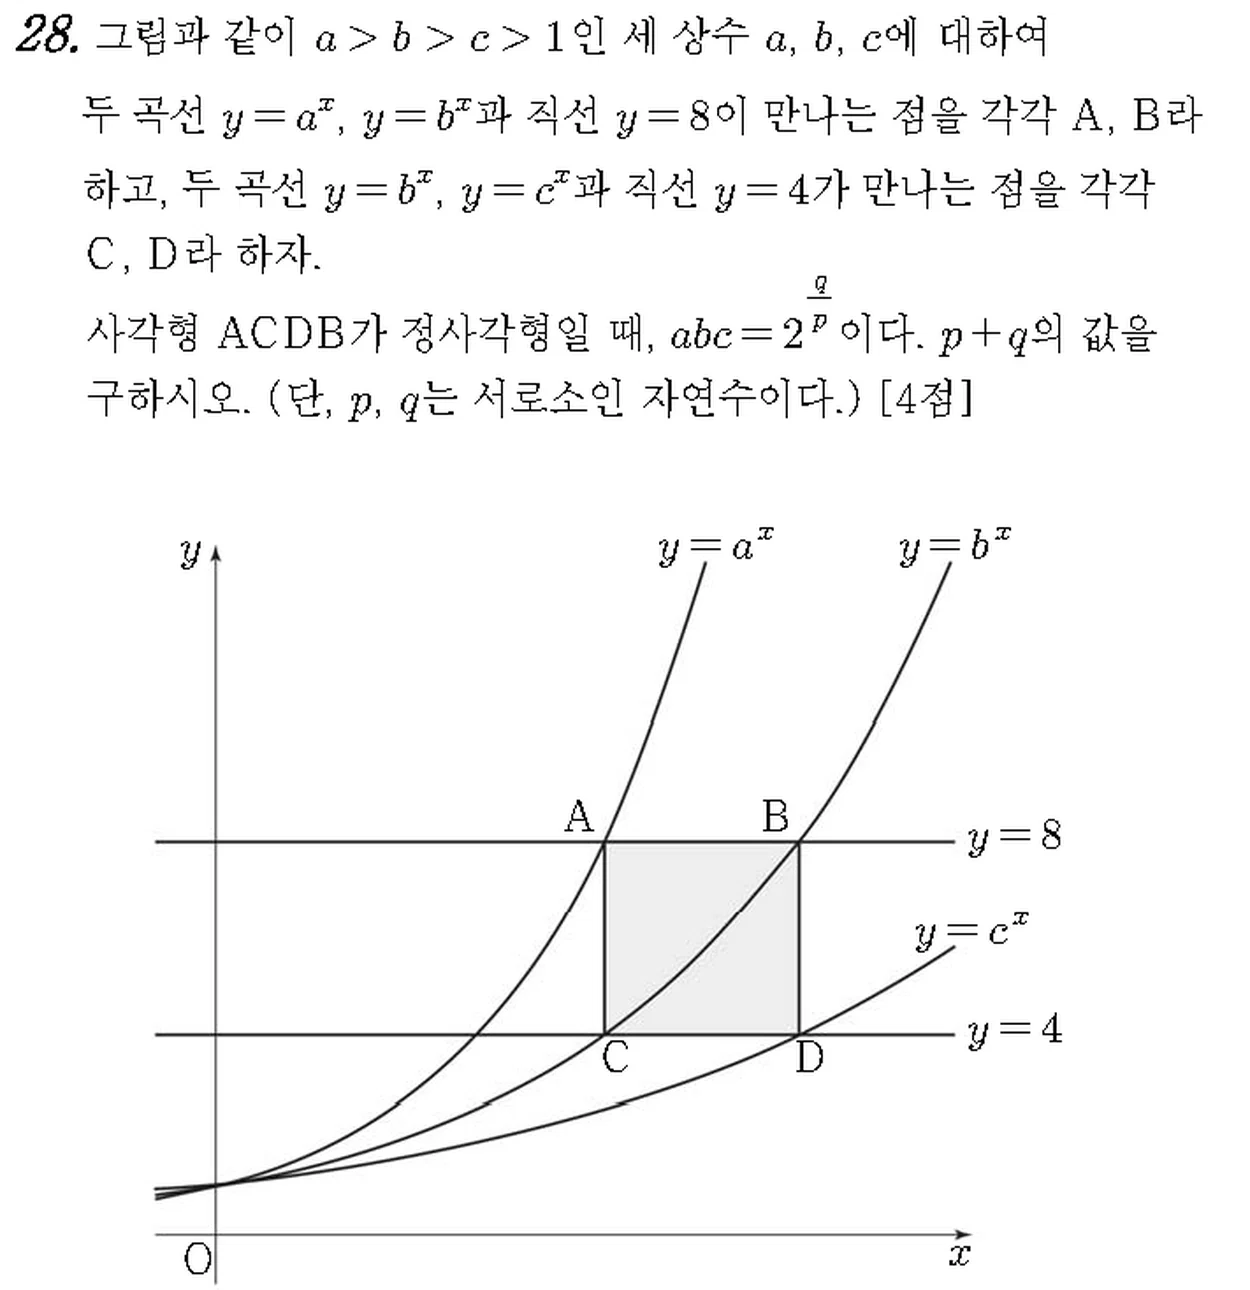 28. 그림과 같이 a > b > c > 1인 세 상수 a, b, c에 대하여
두 곡선 y = a^x, y = b^x과 직선 y = 8이 만나는 점을 각각 A, B라
하고, 두 곡선 y = b^x, y = c^x과 직선 y = 4가 만나는 점을 각각
C, D라 하자.
사각형 ACDB가 정사각형일 때, abc = 2^(q/p)이다. p+q의 값을
구하시오. (단, p, q는 서로소인 자연수이다.) [4점]
y
y = a^x
y = b^x
A
B
y = 8
y = c^x
C
D
y = 4
O
x